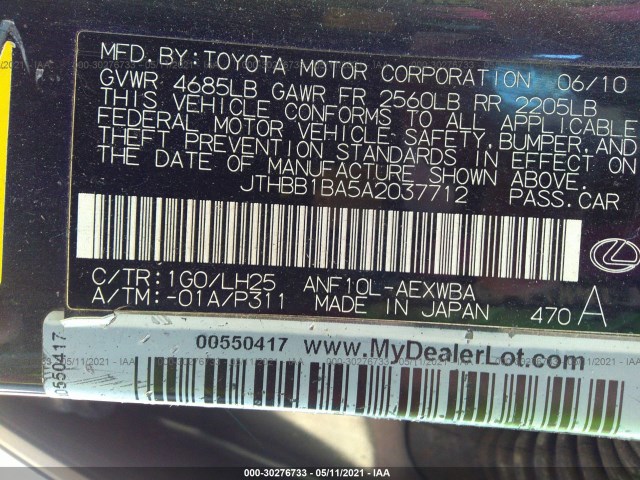 MFD. BY: TOYOTA MOTOR CORPORATION 06/10
GVWR 4685LB GAWR FR 2560LB RR 2205LB
THIS VEHICLE CONFORMS TO ALL APPLICABLE
FEDERAL MOTOR VEHICLE SAFETY, BUMPER, AND
THEFT PREVENTION STANDARDS IN EFFECT ON
THE DATE OF MANUFACTURE SHOWN ABOVE.
JTHBB1BA5A2037712 PASS.CAR
C/TR:1G0/LH25 ANF10L-AEXWBA
A/TM:-01A/P311 MADE IN JAPAN 470 A
00550417 www.MyDealerLot.com
00550417
000-30276733 - 05/11/2021 - IAA